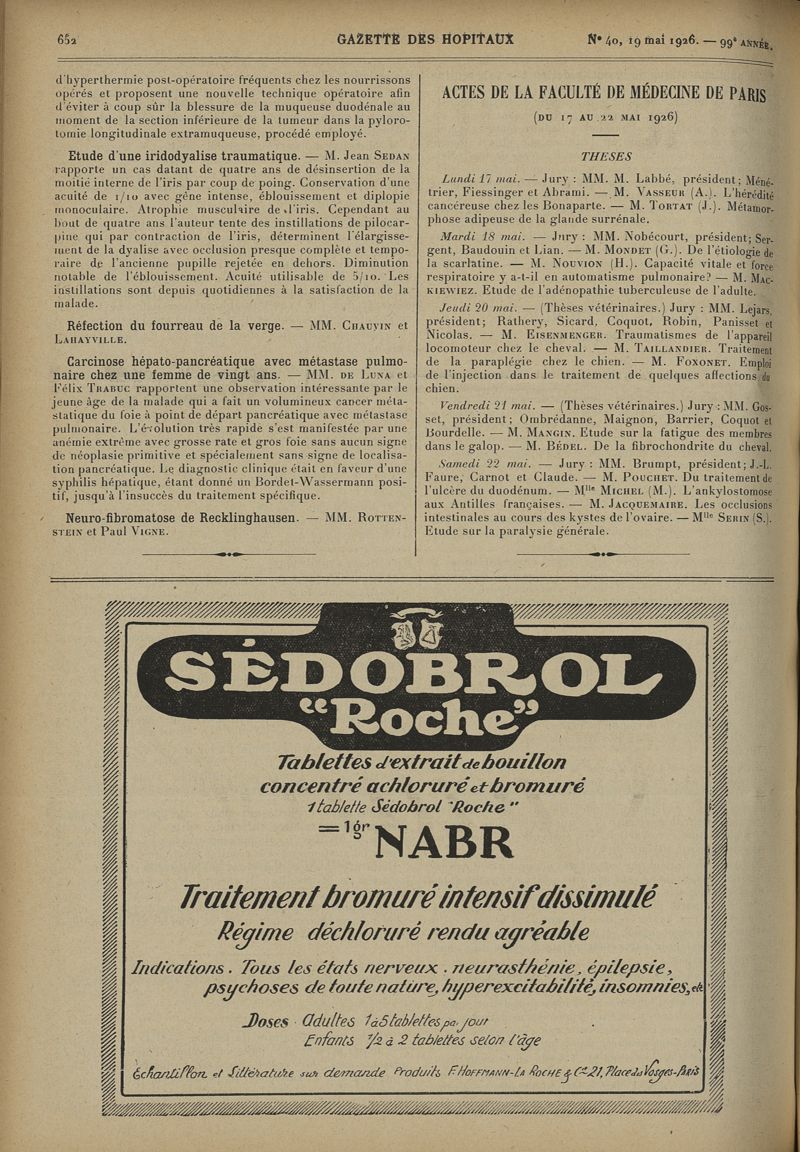 652
GAZETTE DES HOPITAUX
N° 40, 19 mai 1926. — 99e ANNÉE.
d'hyperthermie post-opératoire fréquents chez les nourrissons
opérés et proposent une nouvelle technique opératoire afin
d'éviter à coup sûr la blessure de la muqueuse duodénale au
moment de la section inférieure de la tumeur dans la pyloro-
tomie longitudinale extramuqueuse, procédé employé.
Etude d'une iridodyalise traumatique. — M. Jean SEDAN
rapporte un cas datant de quatre ans de désinsertion de la
moitié interne de l'iris par coup de poing. Conservation d'une
acuité de 1/10 avec gêne intense, éblouissement et diplopie
monoculaire. Atrophie musculaire de l'iris. Cependant au
bout de quatre ans l'auteur tente des instillations de pilocar-
pine qui par contraction de l'iris, déterminent l'élargisse-
ment de la dyalise avec occlusion presque complète et tempo-
raire de l'ancienne pupille rejetée en dehors. Diminution
notable de l'éblouissement. Acuité utilisable de 5/10. Les
instillations sont depuis quotidiennes à la satisfaction de la
malade.
Réfection du fourreau de la verge. — MM. CHAUVIN et
LAHAYVILLE.
Carcinose hépato-pancréatique avec métastase pulmo-
naire chez une femme de vingt ans. — MM. DE LUNA et
Félix TRABUC rapportent une observation intéressante par le
jeune âge de la malade qui a fait un volumineux cancer méta-
statique du foie à point de départ pancréatique avec métastase
pulmonaire. L'évolution très rapide s'est manifestée par une
anémie extrême avec grosse rate et gros foie sans aucun signe
de néoplasie primitive et spécialement sans signe de localisa-
tion pancréatique. Le diagnostic clinique était en faveur d'une
syphilis hépatique, étant donné un Bordet-Wassermann posi-
tif, jusqu'à l'insuccès du traitement spécifique.
Neuro-fibromatose de Recklinghausen. — MM. ROTTEN-
STEIN et Paul VIGNE.
ACTES DE LA FACULTÉ DE MÉDECINE DE PARIS
(DU 17 AU 22 MAI 1926)
THESES
Lundi 17 mai. — Jury : MM. M. Labbé, président; Méné-
trier, Fiessinger et Abrami. — M. VASSEUR (A.). L'hérédité
cancéreuse chez les Bonaparte. — M. TORTAT (J.). Métamor-
phose adipeuse de la glande surrénale.
Mardi 18 mai. — Jury : MM. Nobécourt, président; Ser-
gent, Baudouin et Lian. — M. MONDET (G.). De l'étiologie de
la scarlatine. — M. NOUVION (H.). Capacité vitale et force
respiratoire y a-t-il en automatisme pulmonaire? — M. MAC-
KIEWIEZ. Etude de l'adénopathie tuberculeuse de l'adulte.
Jeudi 20 mai. — (Thèses vétérinaires.) Jury : MM. Lejars,
président; Rathery, Sicard, Coquot, Robin, Panisset et
Nicolas. — M. EISENMENGER. Traumatismes de l'appareil
locomoteur chez le cheval. — M. TAILLANDIER. Traitement
de la paraplégie chez le chien. — M. FOXONET. Emploi
de l'injection dans le traitement de quelques affections du
chien.
Vendredi 21 mai. — (Thèses vétérinaires.) Jury : MM. Gos-
set, président; Ombrédanne, Maignon, Barrier, Coquot et
Bourdelle. — M. MANGIN. Etude sur la fatigue des membres
dans le galop. — M. BÉDEL. De la fibrochondrite du cheval.
Samedi 22 mai. — Jury : MM. Brumpt, président; J.-L.
Faure, Carnot et Claude. — M. POUCHET. Du traitement de
l'ulcère du duodénum. — Mlle MICHEL (M.). L'ankylostomose
aux Antilles françaises. — M. JACQUEMAIRE. Les occlusions
intestinales au cours des kystes de l'ovaire. — Mlle SERIN (S.).
Etude sur la paralysie générale.
SÉDOBROL
"Roche"
Tablettes d'extrait de bouillon
concentré achloruré et bromuré
1 tablette Sédobrol "Roche"
= 1gr NABR
Traitement bromuré intensif dissimulé
Régime déchloruré rendu agréable
Indications . Tous les états nerveux . neurasthénie, épilepsie,
psychoses de toute nature, hyperexcitabilité, insomnies, etc
Doses · Adultes 1 à 5 tablettes par jour
Enfants 1/2 à 2 tablettes selon l'âge
Échantillon et Littérature sur demande Produits F. HOFFMANN-LA ROCHE & Cie 21, Place des Vosges-Paris